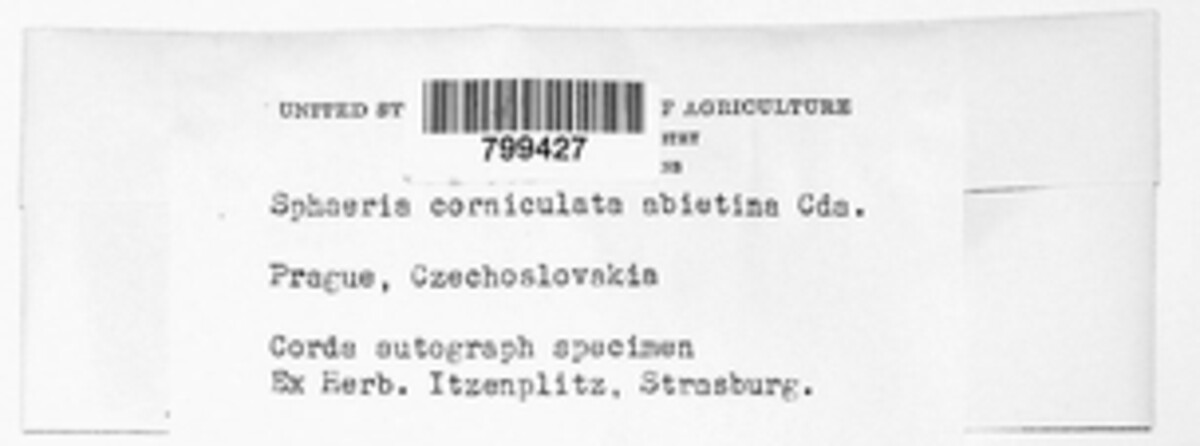 UNITED ST F AGRICULTURE
799427
Sphaeria corniculata abietina Cda.
Prague, Czechoslovakia
Corda autograph specimen
Ex Herb. Itzenplitz, Strasburg.